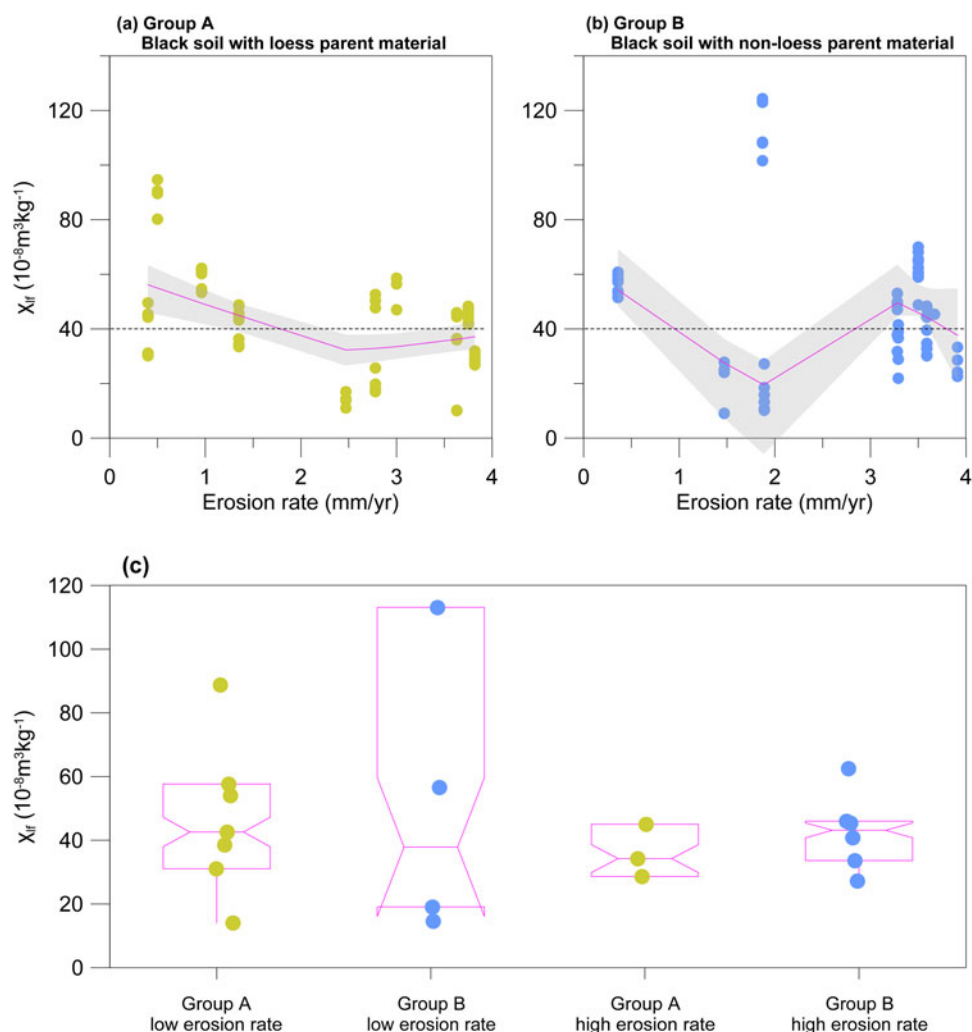 (a) Group A
Black soil with loess parent material
120
80
40
0
χlf (10⁻⁸m³kg⁻¹)
0 1 2 3 4
Erosion rate (mm/yr)
(b) Group B
Black soil with non-loess parent material
120
80
40
0
0 1 2 3 4
Erosion rate (mm/yr)
(c)
120
100
80
60
40
20
0
χlf (10⁻⁸m³kg⁻¹)
Group A
low erosion rate
Group B
low erosion rate
Group A
high erosion rate
Group B
high erosion rate